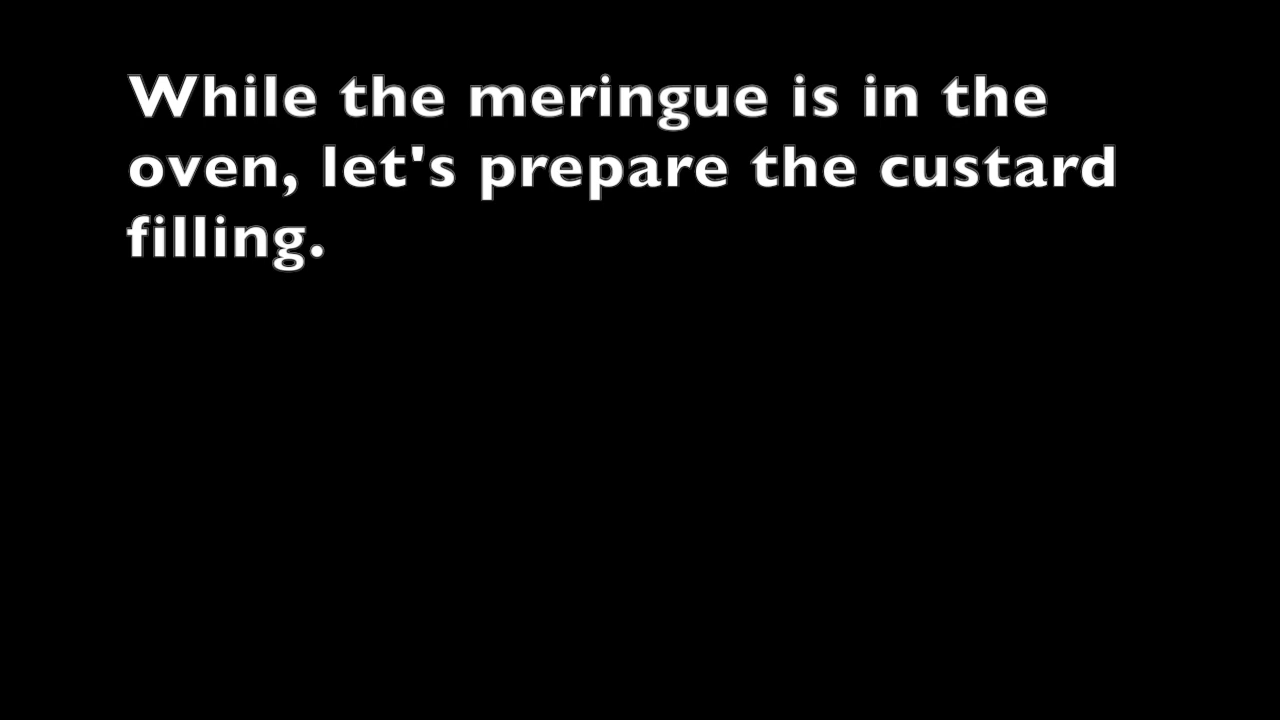 While the meringue is in the
oven, let's prepare the custard
filling.